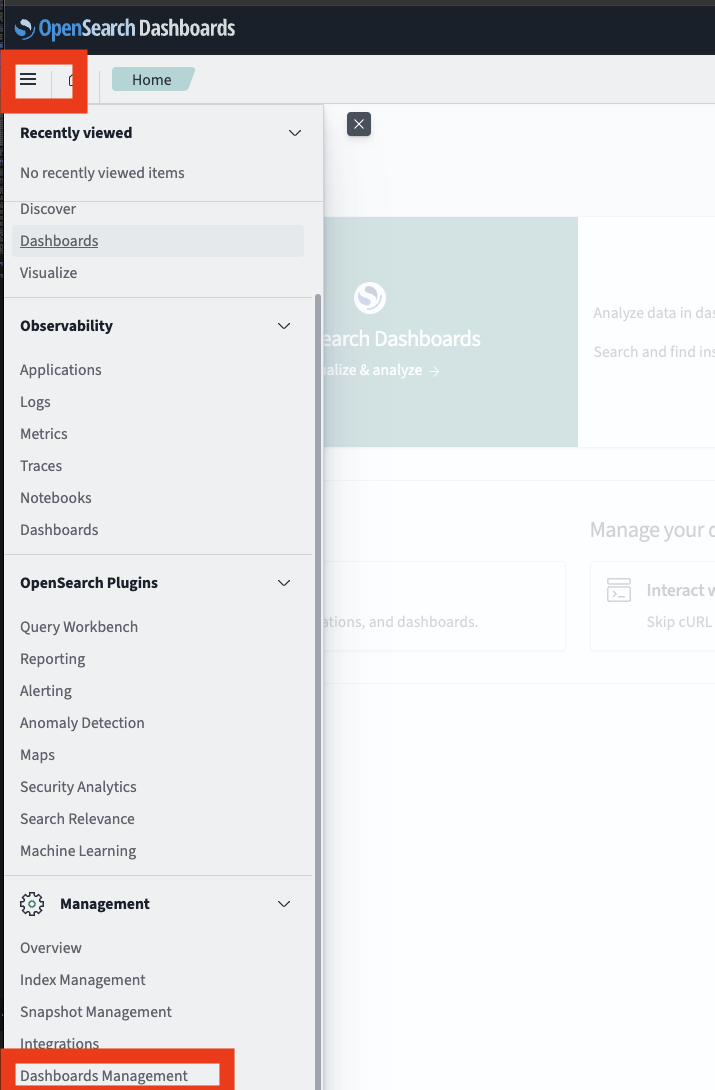 OpenSearch Dashboards
Home
Recently viewed
No recently viewed items
Discover
Dashboards
Visualize
Observability
Applications
Logs
Metrics
Traces
Notebooks
Dashboards
OpenSearch Plugins
Query Workbench
Reporting
Alerting
Anomaly Detection
Maps
Security Analytics
Search Relevance
Machine Learning
Management
Overview
Index Management
Snapshot Management
Integrations
Dashboards Management
earch Dashboards
alize & analyze →
Analyze data in das
Search and find ins
Manage your
ations, and dashboards.
Interact w
Skip cURL